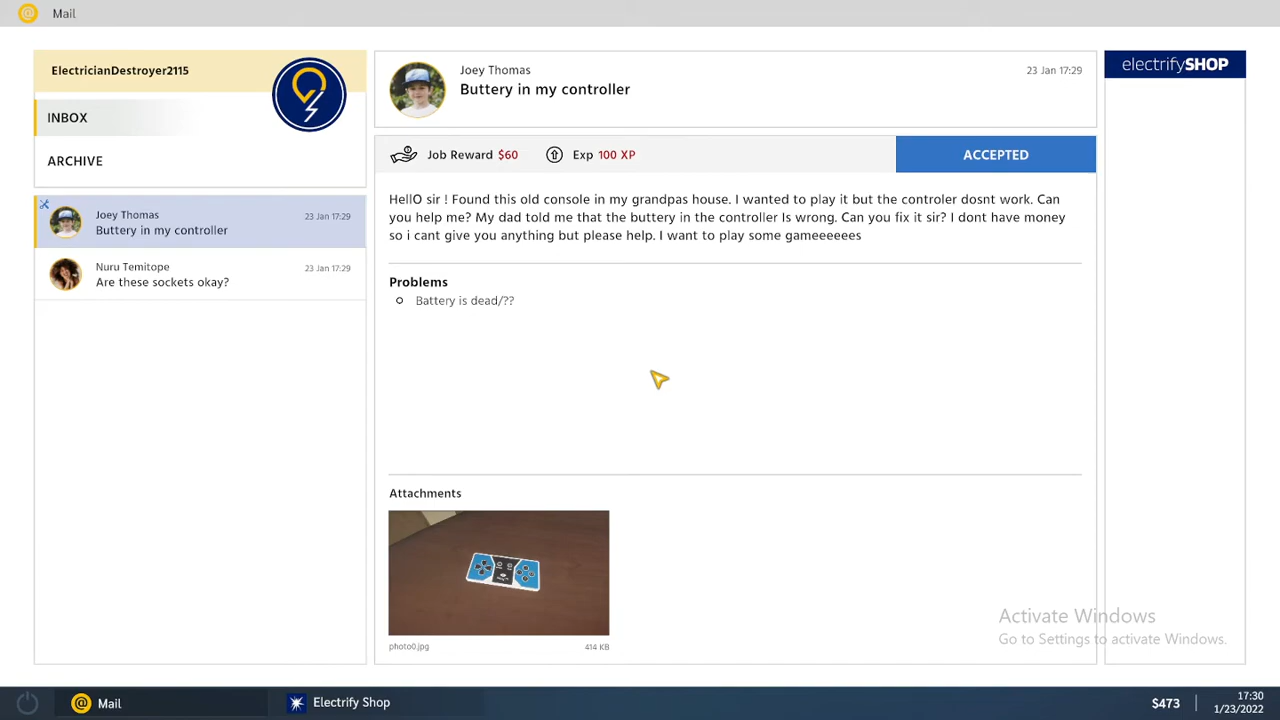 Mail
ElectricianDestroyer2115
INBOX
ARCHIVE
Joey Thomas
23 Jan 17:29
Buttery in my controller
Nuru Temitope
23 Jan 17:29
Are these sockets okay?
Joey Thomas
23 Jan 17:29
Buttery in my controller
Job Reward $60
Exp 100 XP
ACCEPTED
HellO sir ! Found this old console in my grandpas house. I wanted to play it but the controler dosnt work. Can
you help me? My dad told me that the buttery in the controller Is wrong. Can you fix it sir? I dont have money
so i cant give you anything but please help. I want to play some gameeeeees
Problems
Battery is dead/??
Attachments
photo0.jpg
414 KB
electrifySHOP
Activate Windows
Go to Settings to activate Windows.
Mail
Electrify Shop
$473
17:30
1/23/2022